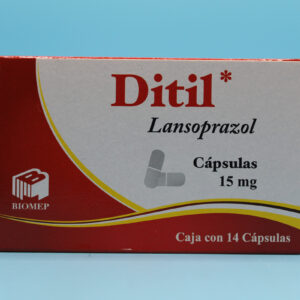 Ditil*
Lansoprazol
Cápsulas
15 mg
BIOMEP
Caja con 14 Cápsulas